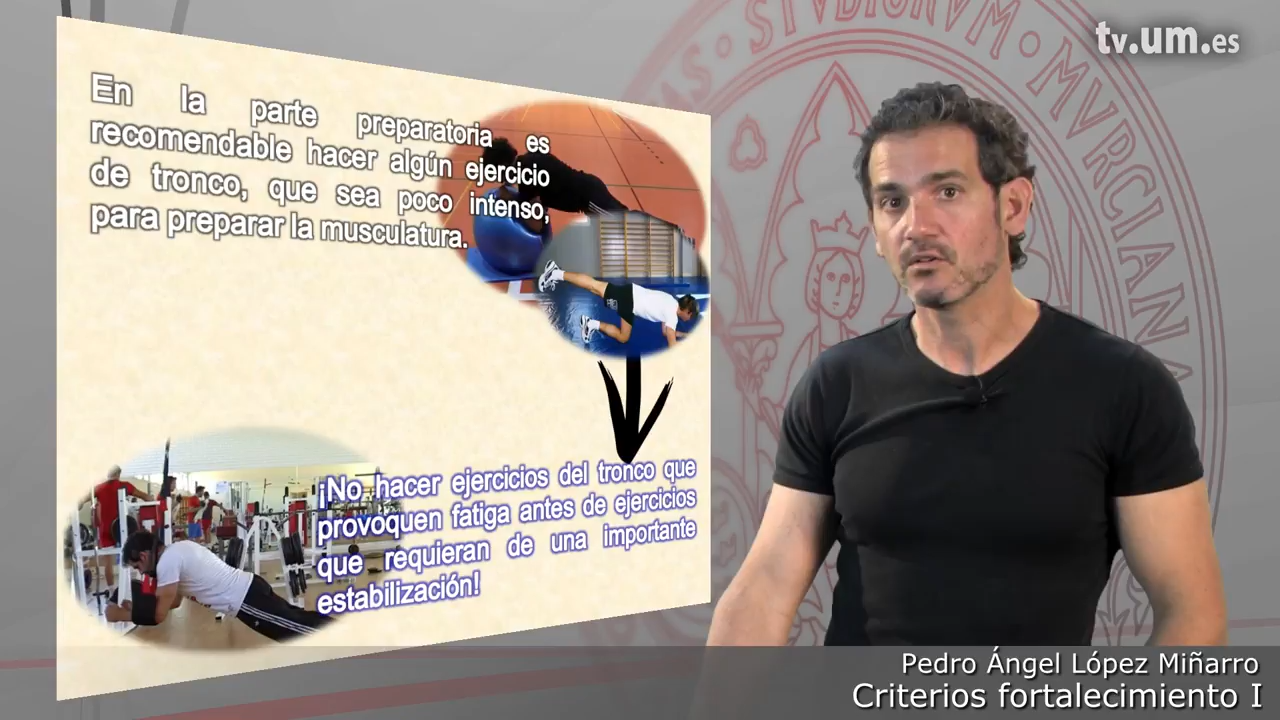 tv.um.es
STVDIORVM
MVRCIANA
En la parte preparatoria es
recomendable hacer algún ejercicio
de tronco, que sea poco intenso,
para preparar la musculatura.
¡No hacer ejercicios del tronco que
provoquen fatiga antes de ejercicios
que requieran de una importante
estabilización!
Pedro Ángel López Miñarro
Criterios fortalecimiento I